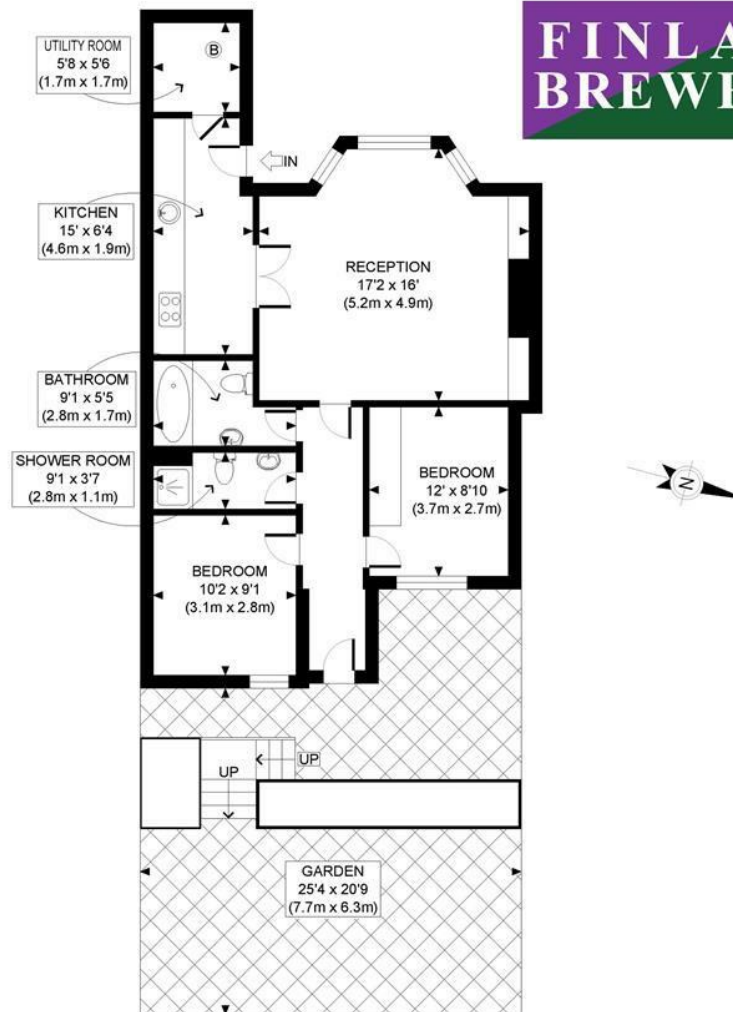 FINLA
BREWE
UTILITY ROOM
5'8 x 5'6
(1.7m x 1.7m)
B
IN
KITCHEN
15' x 6'4
(4.6m x 1.9m)
RECEPTION
17'2 x 16'
(5.2m x 4.9m)
BATHROOM
9'1 x 5'5
(2.8m x 1.7m)
SHOWER ROOM
9'1 x 3'7
(2.8m x 1.1m)
BEDROOM
12' x 8'10
(3.7m x 2.7m)
N
BEDROOM
10'2 x 9'1
(3.1m x 2.8m)
UP
UP
GARDEN
25'4 x 20'9
(7.7m x 6.3m)